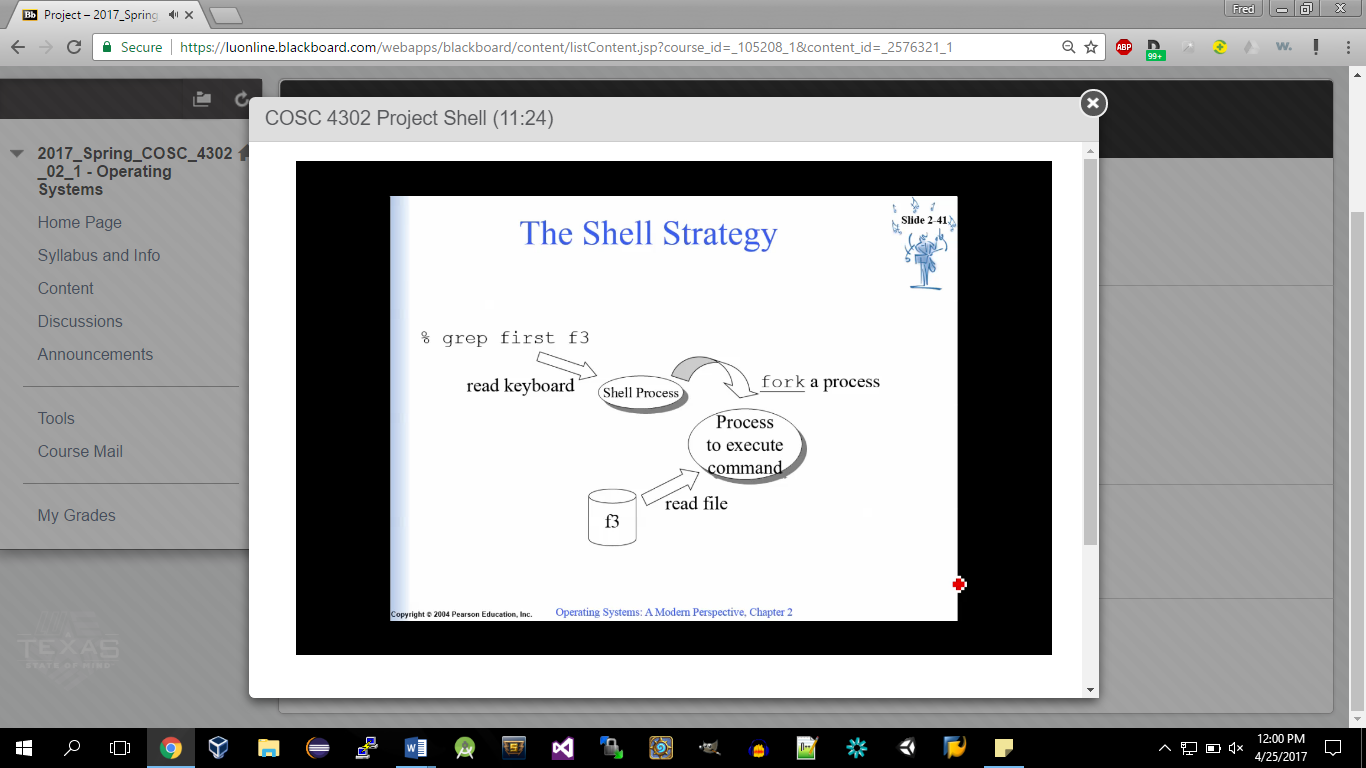 Project – 2017_Spring
Fred
Secure
https://luonline.blackboard.com/webapps/blackboard/content/listContent.jsp?course_id=_105208_1&content_id=_2576321_1
ABP
99+
w.
COSC 4302 Project Shell (11:24)
2017_Spring_COSC_4302
_02_1 - Operating
Systems
Home Page
Syllabus and Info
Content
Discussions
Announcements
Tools
Course Mail
My Grades
TEXAS
STATE OF MIND
The Shell Strategy
Slide 2-41
% grep first f3
read keyboard
Shell Process
fork a process
Process
to execute
command
read file
f3
Copyright © 2004 Pearson Education, Inc.
Operating Systems: A Modern Perspective, Chapter 2
12:00 PM
4/25/2017